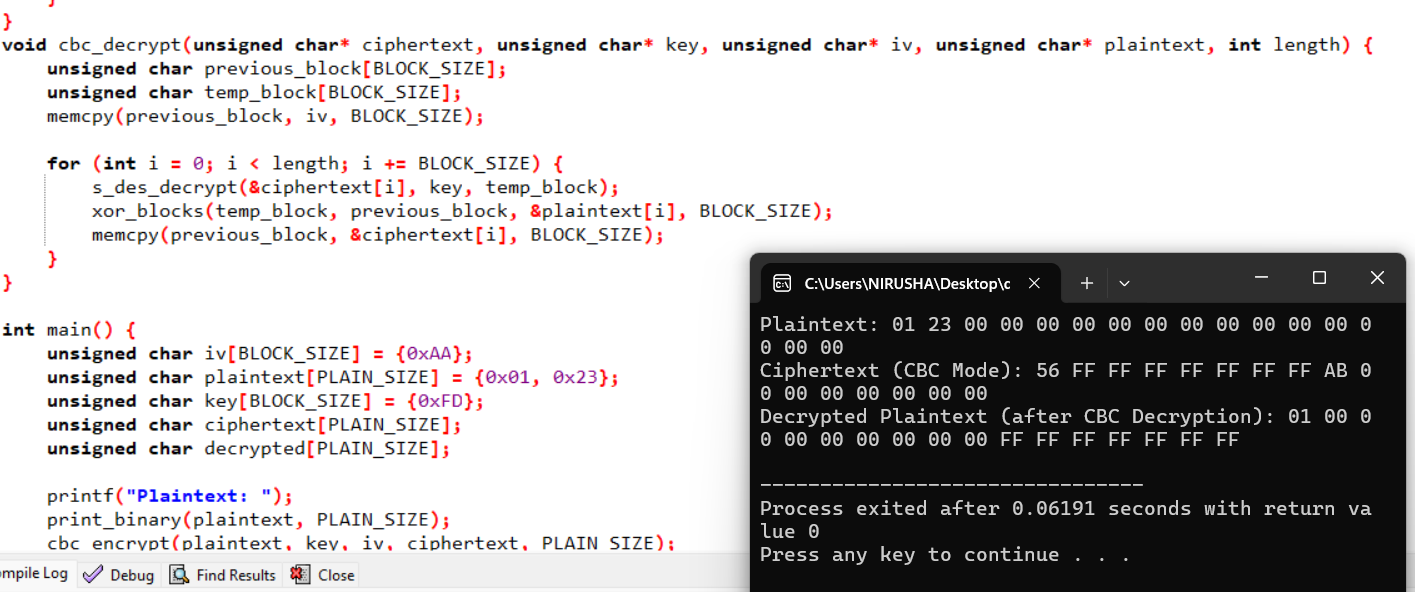 }
}
void cbc_decrypt(unsigned char* ciphertext, unsigned char* key, unsigned char* iv, unsigned char* plaintext, int length) {
unsigned char previous_block[BLOCK_SIZE];
unsigned char temp_block[BLOCK_SIZE];
memcpy(previous_block, iv, BLOCK_SIZE);
for (int i = 0; i < length; i += BLOCK_SIZE) {
s_des_decrypt(&ciphertext[i], key, temp_block);
xor_blocks(temp_block, previous_block, &plaintext[i], BLOCK_SIZE);
memcpy(previous_block, &ciphertext[i], BLOCK_SIZE);
}
}
int main() {
unsigned char iv[BLOCK_SIZE] = {0xAA};
unsigned char plaintext[PLAIN_SIZE] = {0x01, 0x23};
unsigned char key[BLOCK_SIZE] = {0xFD};
unsigned char ciphertext[PLAIN_SIZE];
unsigned char decrypted[PLAIN_SIZE];
printf("Plaintext: ");
print_binary(plaintext, PLAIN_SIZE);
cbc_encrypt(plaintext, key, iv, ciphertext, PLAIN_SIZE);
mpile Log Debug Find Results Close
C:\Users\NIRUSHA\Desktop\c
Plaintext: 01 23 00 00 00 00 00 00 00 00 00 00 00 0
0 00 00
Ciphertext (CBC Mode): 56 FF FF FF FF FF FF FF AB 0
0 00 00 00 00 00 00
Decrypted Plaintext (after CBC Decryption): 01 00 0
0 00 00 00 00 00 00 FF FF FF FF FF FF FF
--------------------------------
Process exited after 0.06191 seconds with return va
lue 0
Press any key to continue . . .